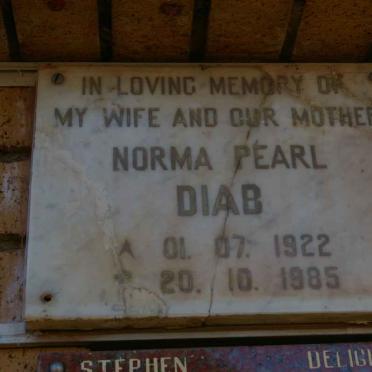 IN LOVING MEMORY OF
MY WIFE AND OUR MOTHER
NORMA PEARL
DIAB
01. 07. 1922
20. 10. 1985
STEPHEN DELIG